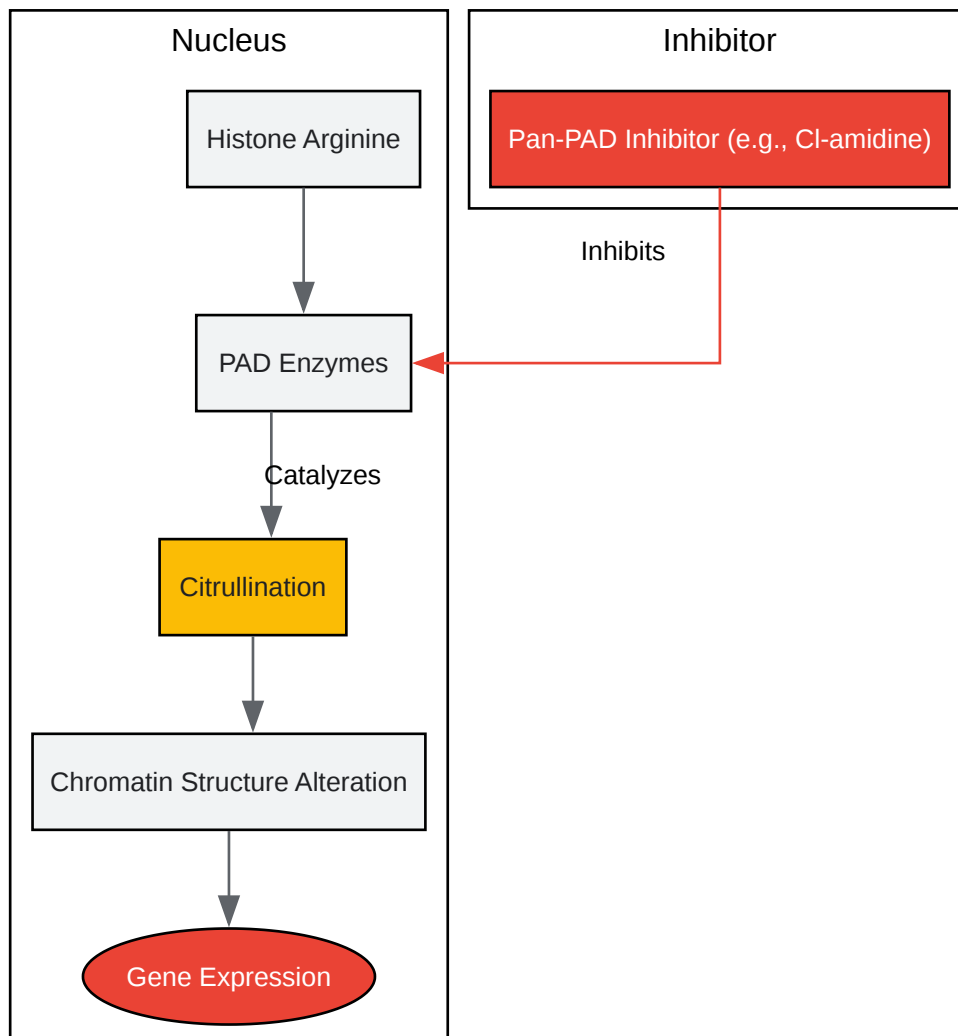 Nucleus
Inhibitor
Histone Arginine
Pan-PAD Inhibitor (e.g., Cl-amidine)
Inhibits
PAD Enzymes
Catalyzes
Citrullination
Chromatin Structure Alteration
Gene Expression